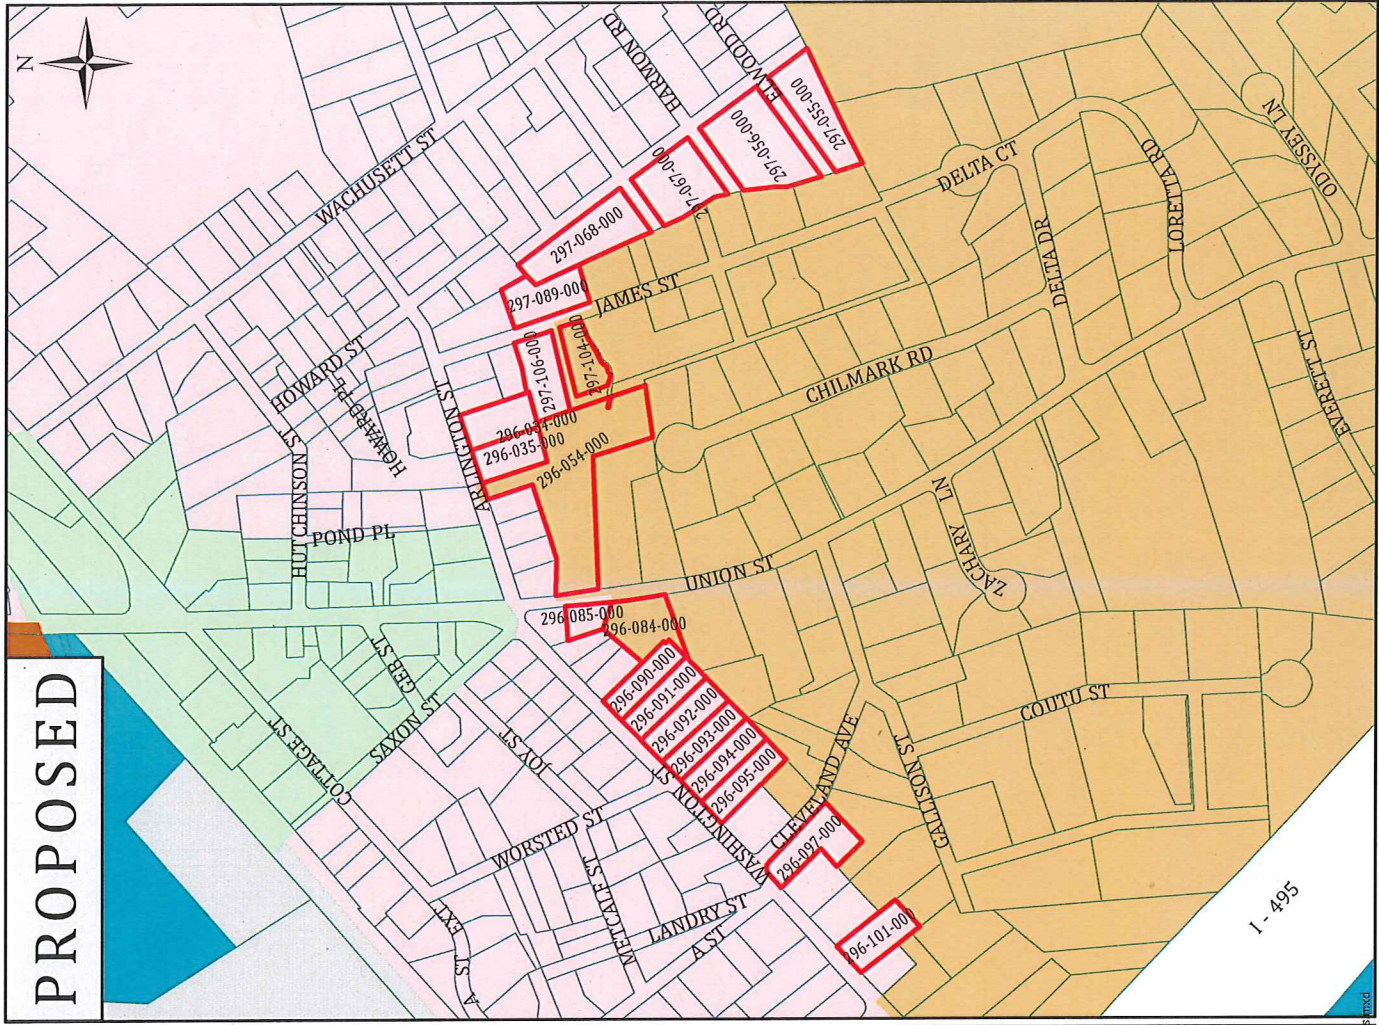 PROPOSED
N
HARMON RD
ELWOOD RD
WACHUSETT ST
297-055-000
297-056-000
297-067-000
297-068-000
297-089-000
JAMES ST
DELTA CT
DELTA DR
LORETTA RD
ODYSSEY LN
EVERETT ST
CHILMARK RD
297-104-000
297-106-000
HOWARD ST
HOWARD PL
HOWARD
ARLINGTON ST
ARLINGTON
296-034-000
296-035-000
296-054-000
HUTCHINSON ST
POND PL
UNION ST
ZACHARY LN
296-085-000
296-084-000
296-090-000
296-091-000
296-092-000
296-093-000
296-094-000
296-095-000
GEB ST
SAXON ST
COTTAGE ST
JOY ST
WORSTED ST
WASHINGTON ST
CLEVELAND AVE
COUTU ST
GALLISON ST
296-097-000
METCALF ST
LANDRY ST
A ST
A ST EXT
296-101-000
I - 495
s.mxd